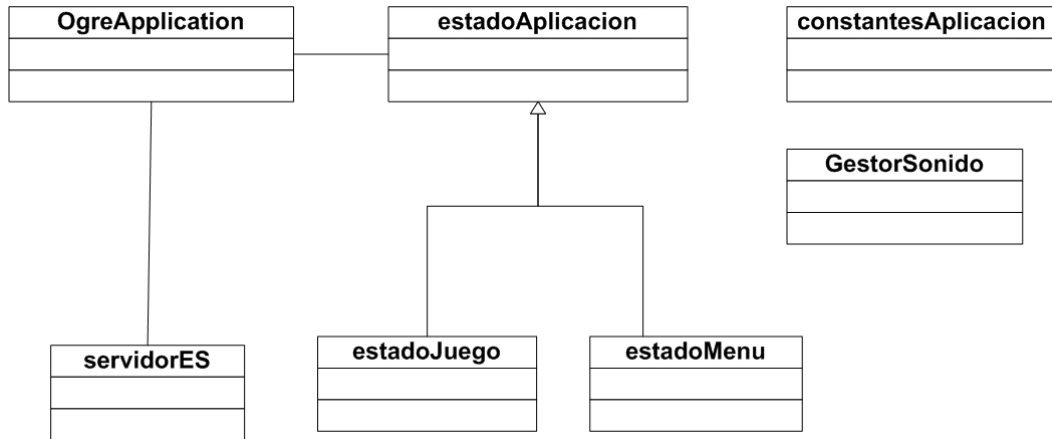 OgreApplication
estadoAplicacion
constantesAplicacion
GestorSonido
servidorES
estadoJuego
estadoMenu